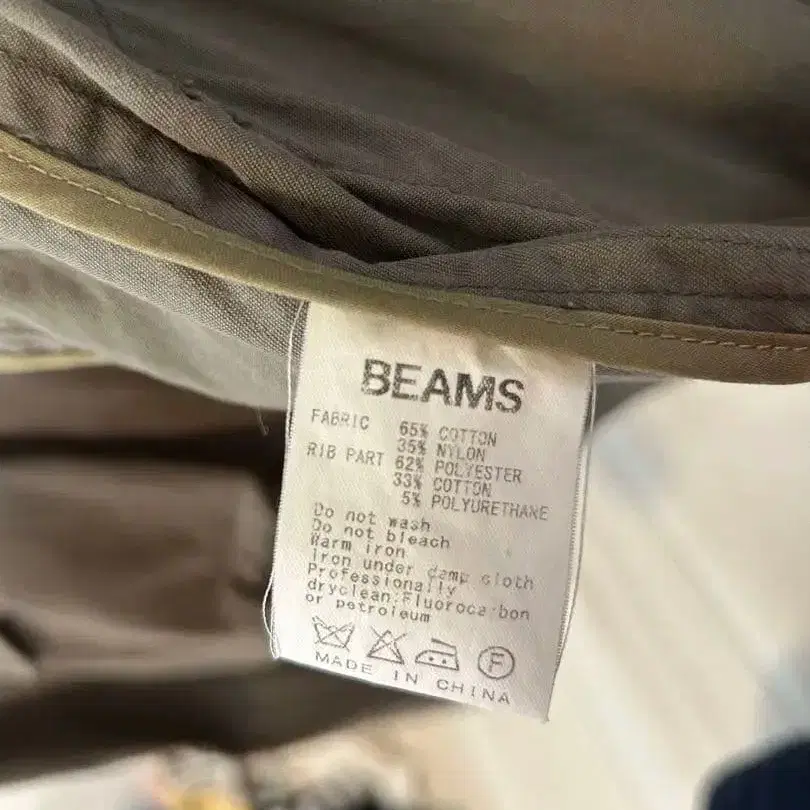 BEAMS
FABRIC 65% COTTON
35% NYLON
RIB PART 62% POLYESTER
33% COTTON
5% POLYURETHANE
Do not wash
Do not bleach
Warm iron
iron under damp cloth
Professionally
dryclean:Fluorocarbon
or petroleum
F
MADE IN CHINA